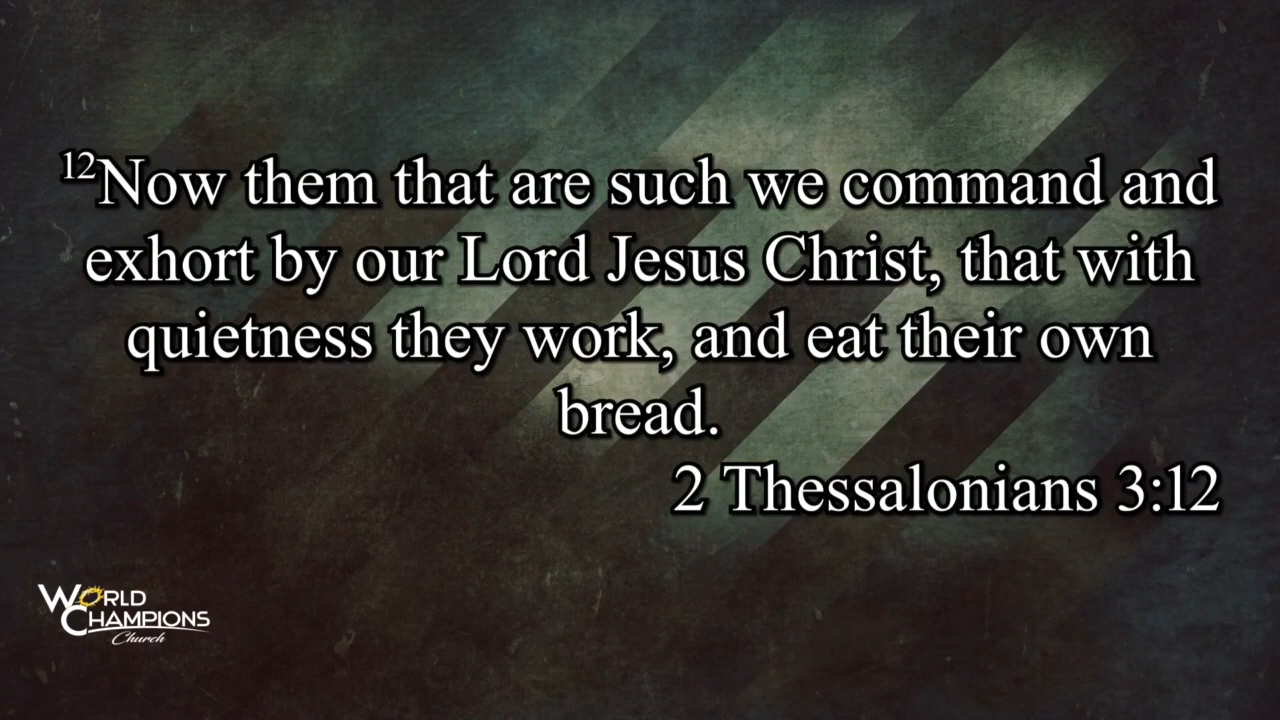 12Now them that are such we command and
exhort by our Lord Jesus Christ, that with
quietness they work, and eat their own
bread.
2 Thessalonians 3:12
WORLD
CHAMPIONS
Church